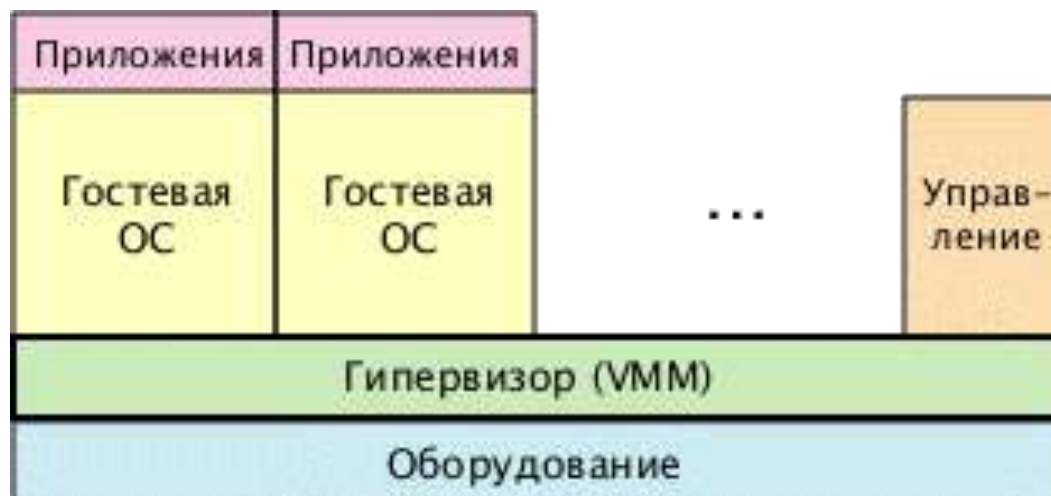 Приложения
Приложения
Гостевая
ОС
Гостевая
ОС
...
Управ-
ление
Гипервизор (VMM)
Оборудование